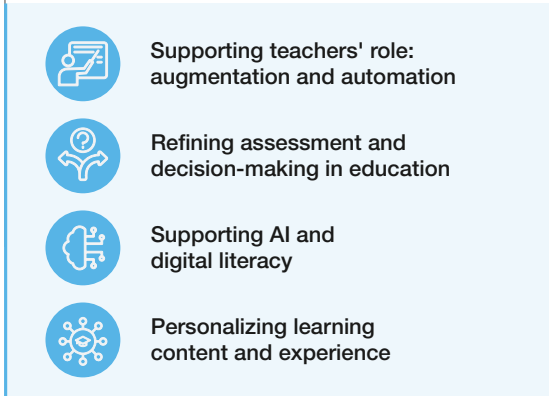 Supporting teachers' role:
augmentation and automation
Refining assessment and
decision-making in education
Supporting AI and
digital literacy
Personalizing learning
content and experience